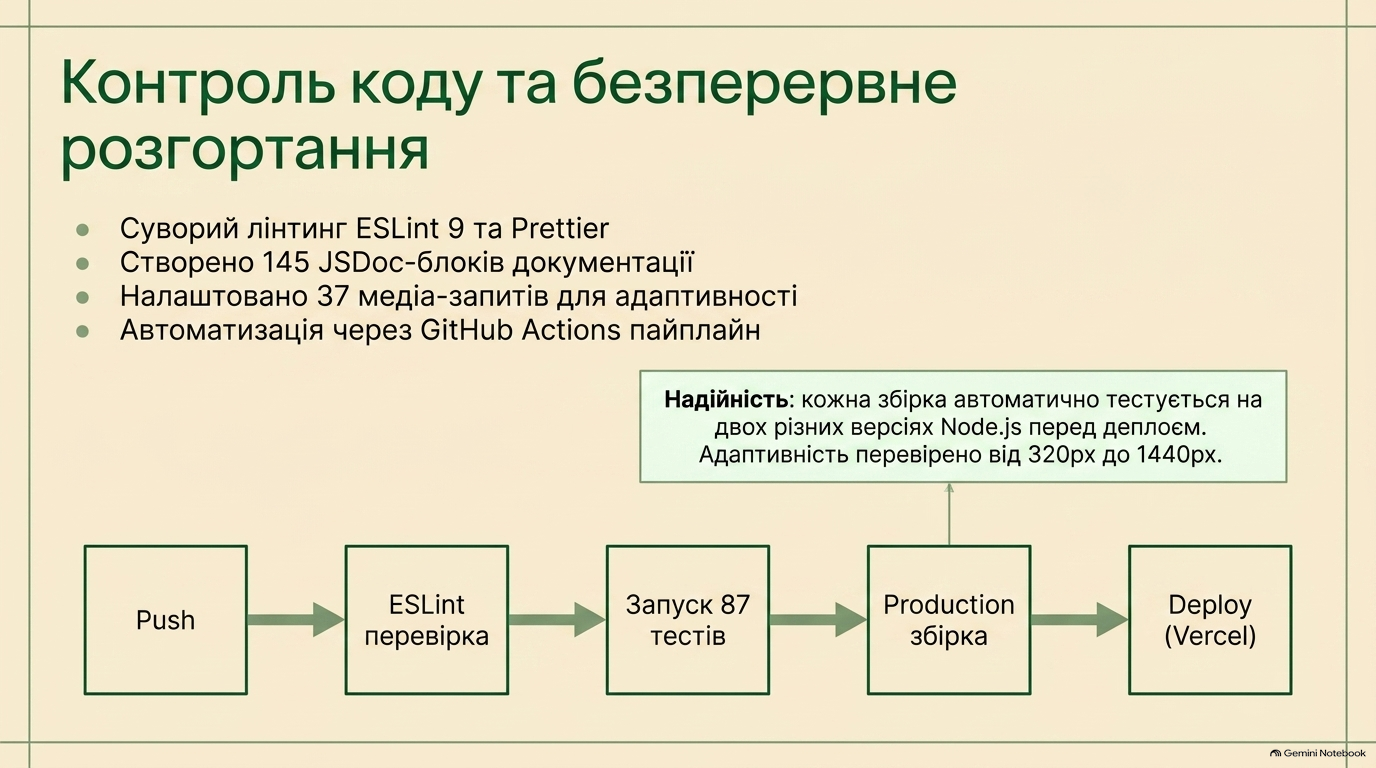 Контроль коду та безперервне
розгортання
Суворий лінтинг ESLint 9 та Prettier
Створено 145 JSDoc-блоків документації
Налаштовано 37 медіа-запитів для адаптивності
Автоматизація через GitHub Actions пайплайн
Надійність: кожна збірка автоматично тестується на
двох різних версіях Node.js перед деплоєм.
Адаптивність перевірено від 320px до 1440px.
Push
ESLint
перевірка
Запуск 87
тестів
Production
збірка
Deploy
(Vercel)
Gemini Notebook